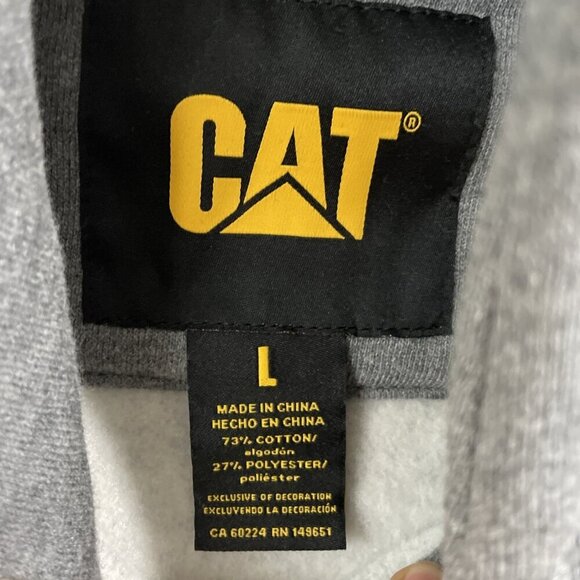 CAT®
L
MADE IN CHINA
HECHO EN CHINA
73% COTTON/
algodón
27% POLYESTER/
poliéster
EXCLUSIVE OF DECORATION
EXCLUYENDO LA DECORACIÓN
CA 60224 RN 149651